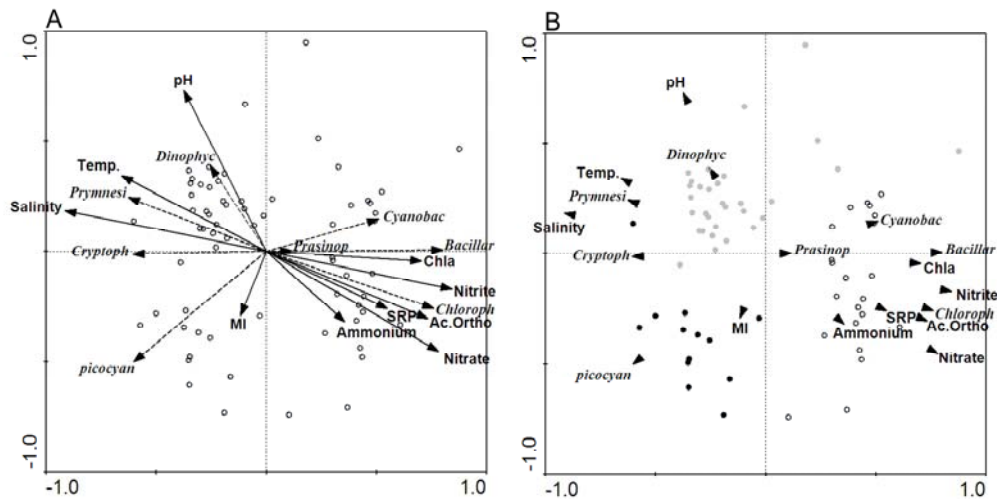 A
1.0
pH
Dinophyc
Temp.
Prymnesi
Salinity
Cyanobac
Cryptoph
Prasinop
Bacillar
Chla
Nitrite
MI
SRP
Chloroph
Ac.Ortho
Ammonium
picocyan
Nitrate
-1.0
-1.0 1.0
B
1.0
pH
Dinophyc
Temp.
Prymnesi
Salinity
Cyanobac
Cryptoph
Prasinop
Bacillar
Chla
Nitrite
MI
SRP
Chloroph
Ac.Ortho
Ammonium
picocyan
Nitrate
-1.0
-1.0 1.0